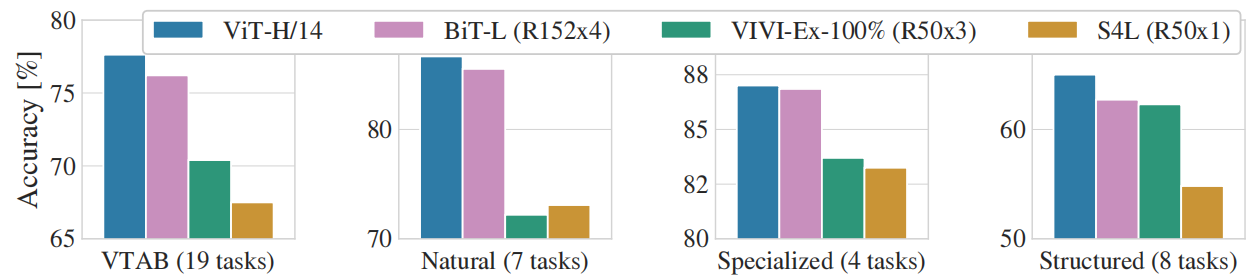 ViT-H/14 BiT-L (R152x4) VIVI-Ex-100% (R50x3) S4L (R50x1)
Accuracy [%]
80
75
70
65
VTAB (19 tasks)
80
70
Natural (7 tasks)
88
85
82
80
Specialized (4 tasks)
60
50
Structured (8 tasks)